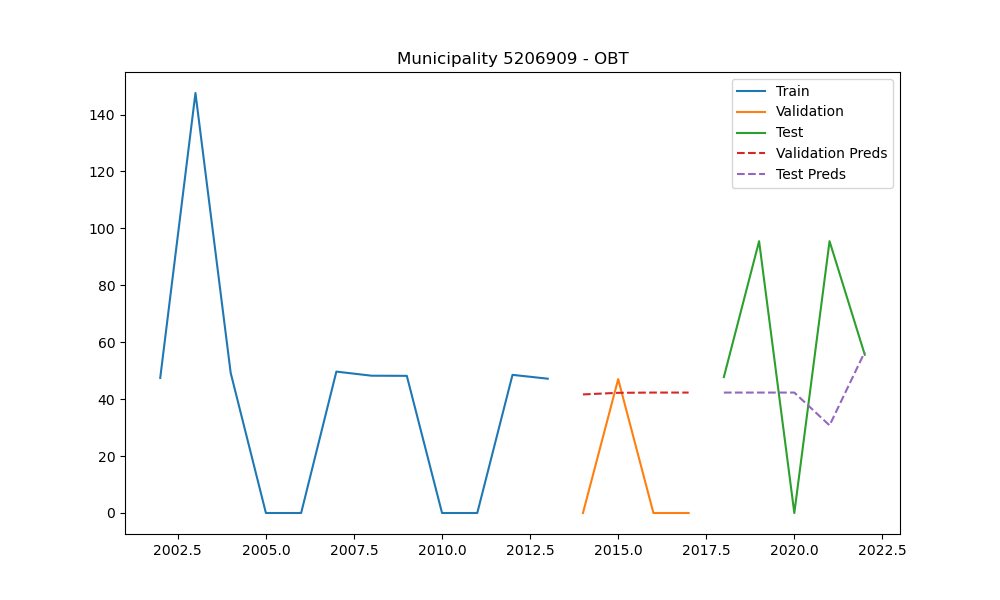 Municipality 5206909 - OBT
Train
Validation
Test
Validation Preds
Test Preds
140
120
100
80
60
40
20
0
2002.5 2005.0 2007.5 2010.0 2012.5 2015.0 2017.5 2020.0 2022.5